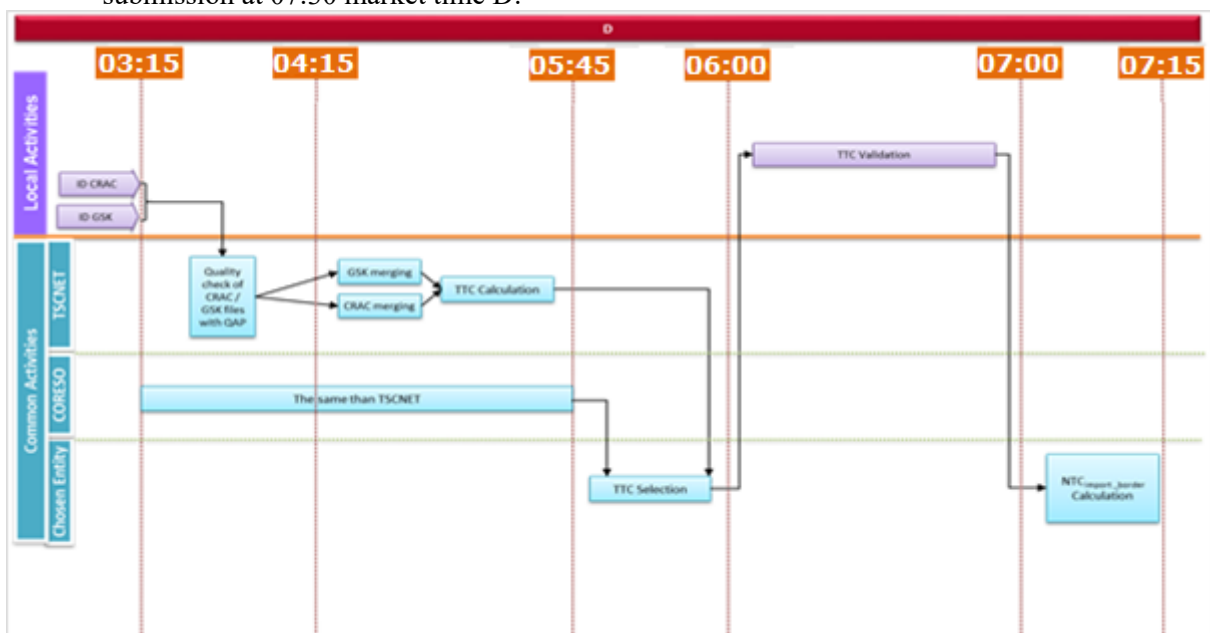 submission at 07:30 market time D.
D
03:15
04:15
05:45
06:00
07:00
07:15
Local Activities
ID CRAC
ID GSK
TTC Validation
Common Activities
TSCNET
Quality
check of
CRAC /
GSK files
with QAP
GSK merging
CRAC merging
TTC Calculation
CORESO
The same than TSCNET
Chosen Entity
TTC Selection
NTCimport_border
Calculation